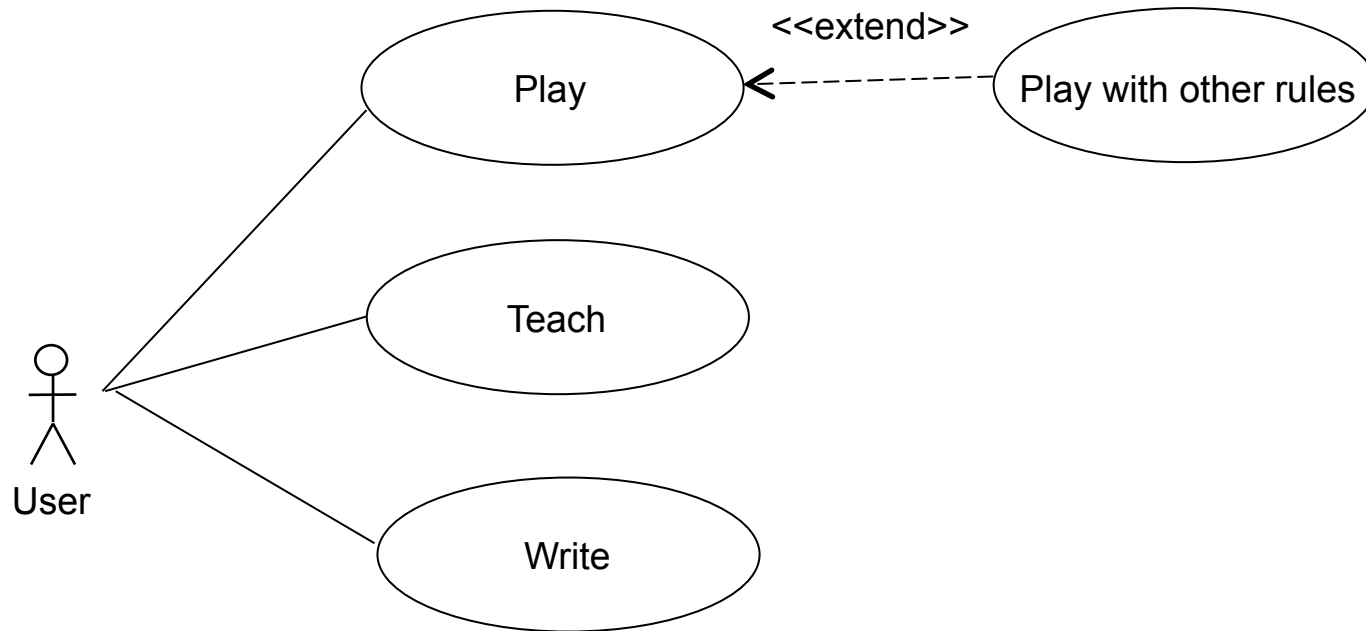 <<extend>>
Play
Play with other rules
Teach
User
Write